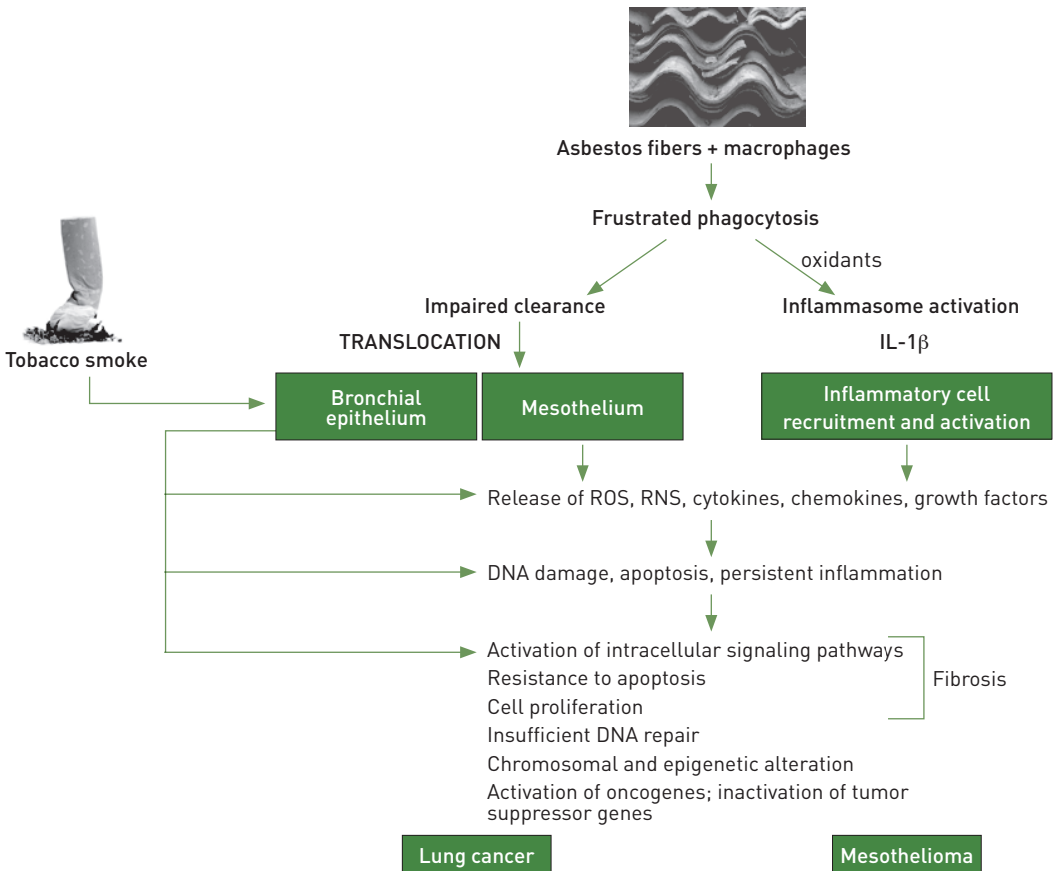 Asbestos fibers + macrophages
Frustrated phagocytosis
oxidants
Impaired clearance
Inflammasome activation
TRANSLOCATION
IL-1β
Tobacco smoke
Bronchial
epithelium
Mesothelium
Inflammatory cell
recruitment and activation
Release of ROS, RNS, cytokines, chemokines, growth factors
DNA damage, apoptosis, persistent inflammation
Activation of intracellular signaling pathways
Resistance to apoptosis
Cell proliferation
Fibrosis
Insufficient DNA repair
Chromosomal and epigenetic alteration
Activation of oncogenes; inactivation of tumor
suppressor genes
Lung cancer
Mesothelioma